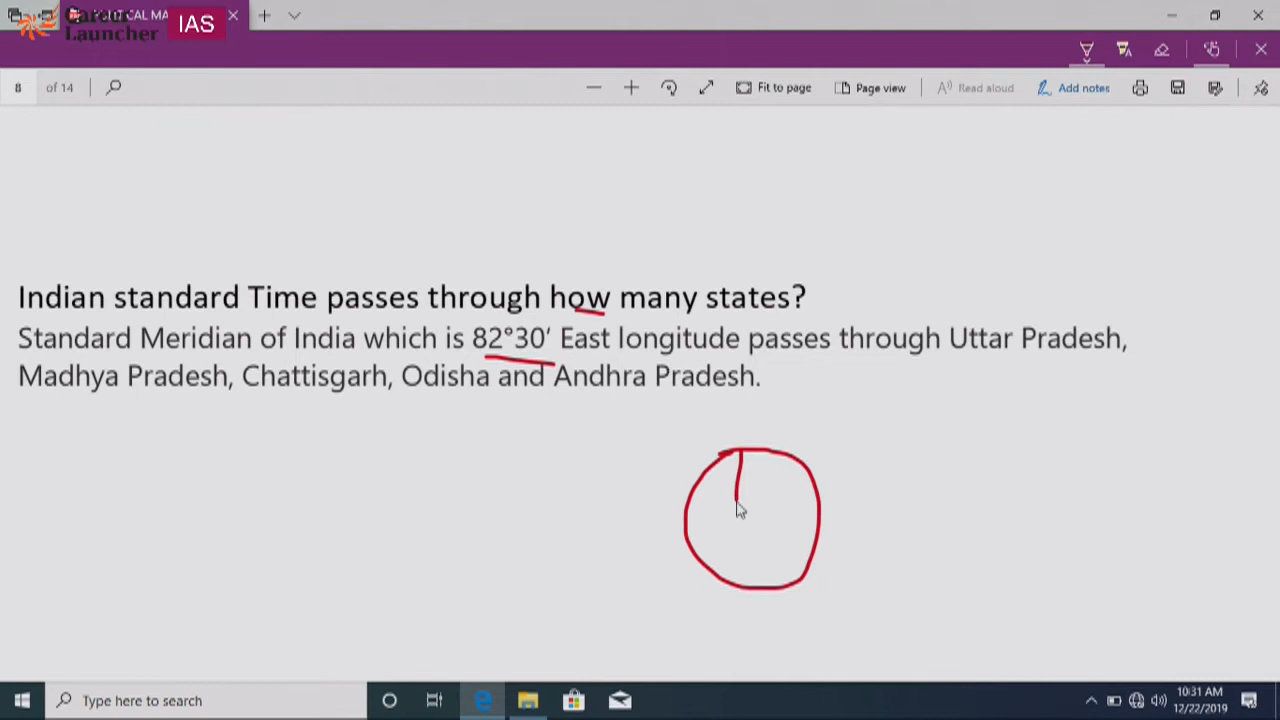 Career
Launcher
IAS
8 of 14
Fit to page
Page view
Read aloud
Add notes
Indian standard Time passes through how many states?
Standard Meridian of India which is 82°30' East longitude passes through Uttar Pradesh,
Madhya Pradesh, Chattisgarh, Odisha and Andhra Pradesh.
Type here to search
10:31 AM
12/22/2019